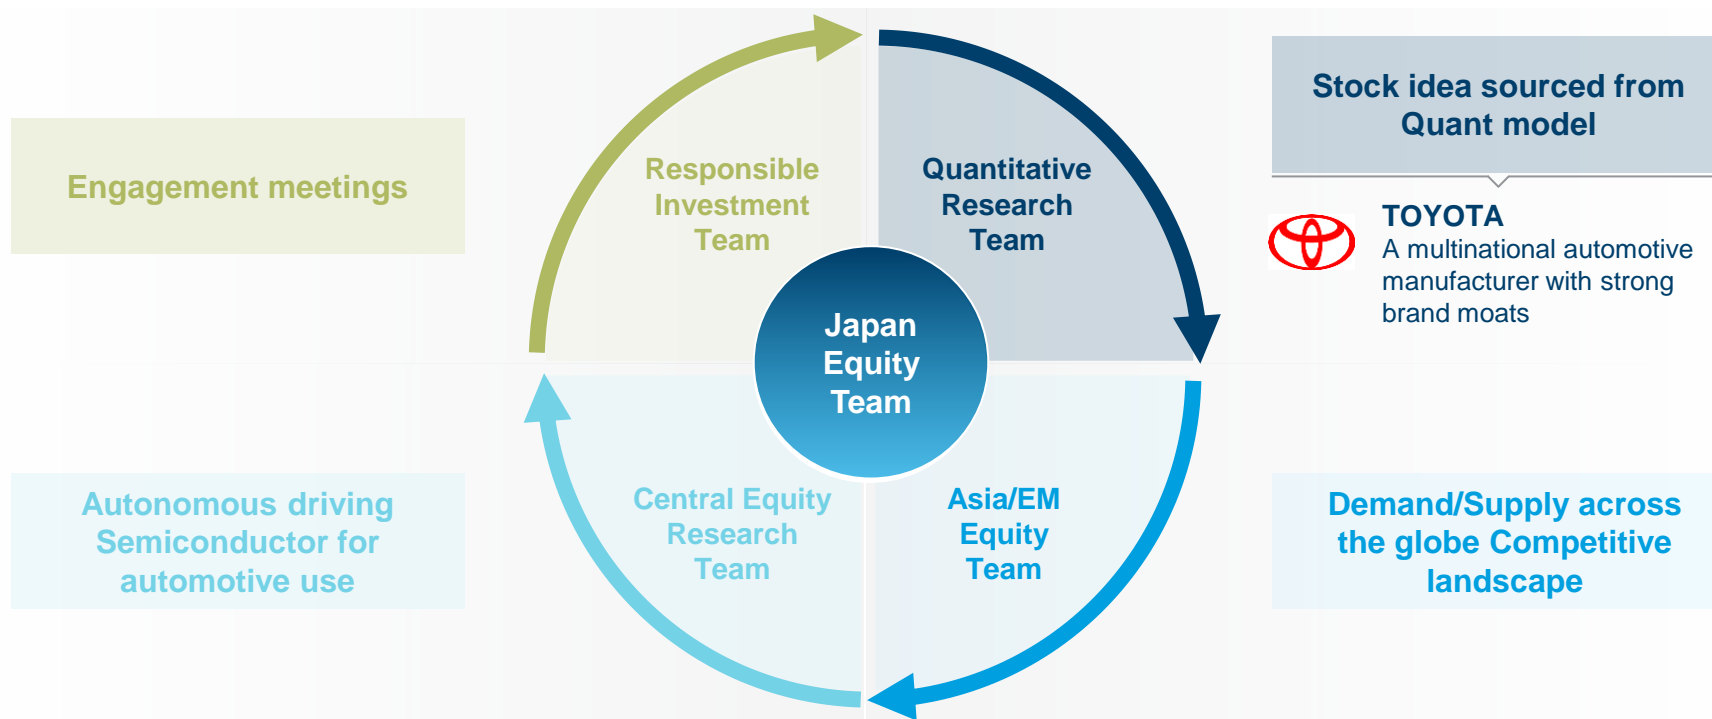 Engagement meetings
Responsible
Investment
Team
Quantitative
Research
Team
Stock idea sourced from
Quant model
TOYOTA
A multinational automotive
manufacturer with strong
brand moats
Japan
Equity
Team
Autonomous driving
Semiconductor for
automotive use
Central Equity
Research
Team
Asia/EM
Equity
Team
Demand/Supply across
the globe Competitive
landscape